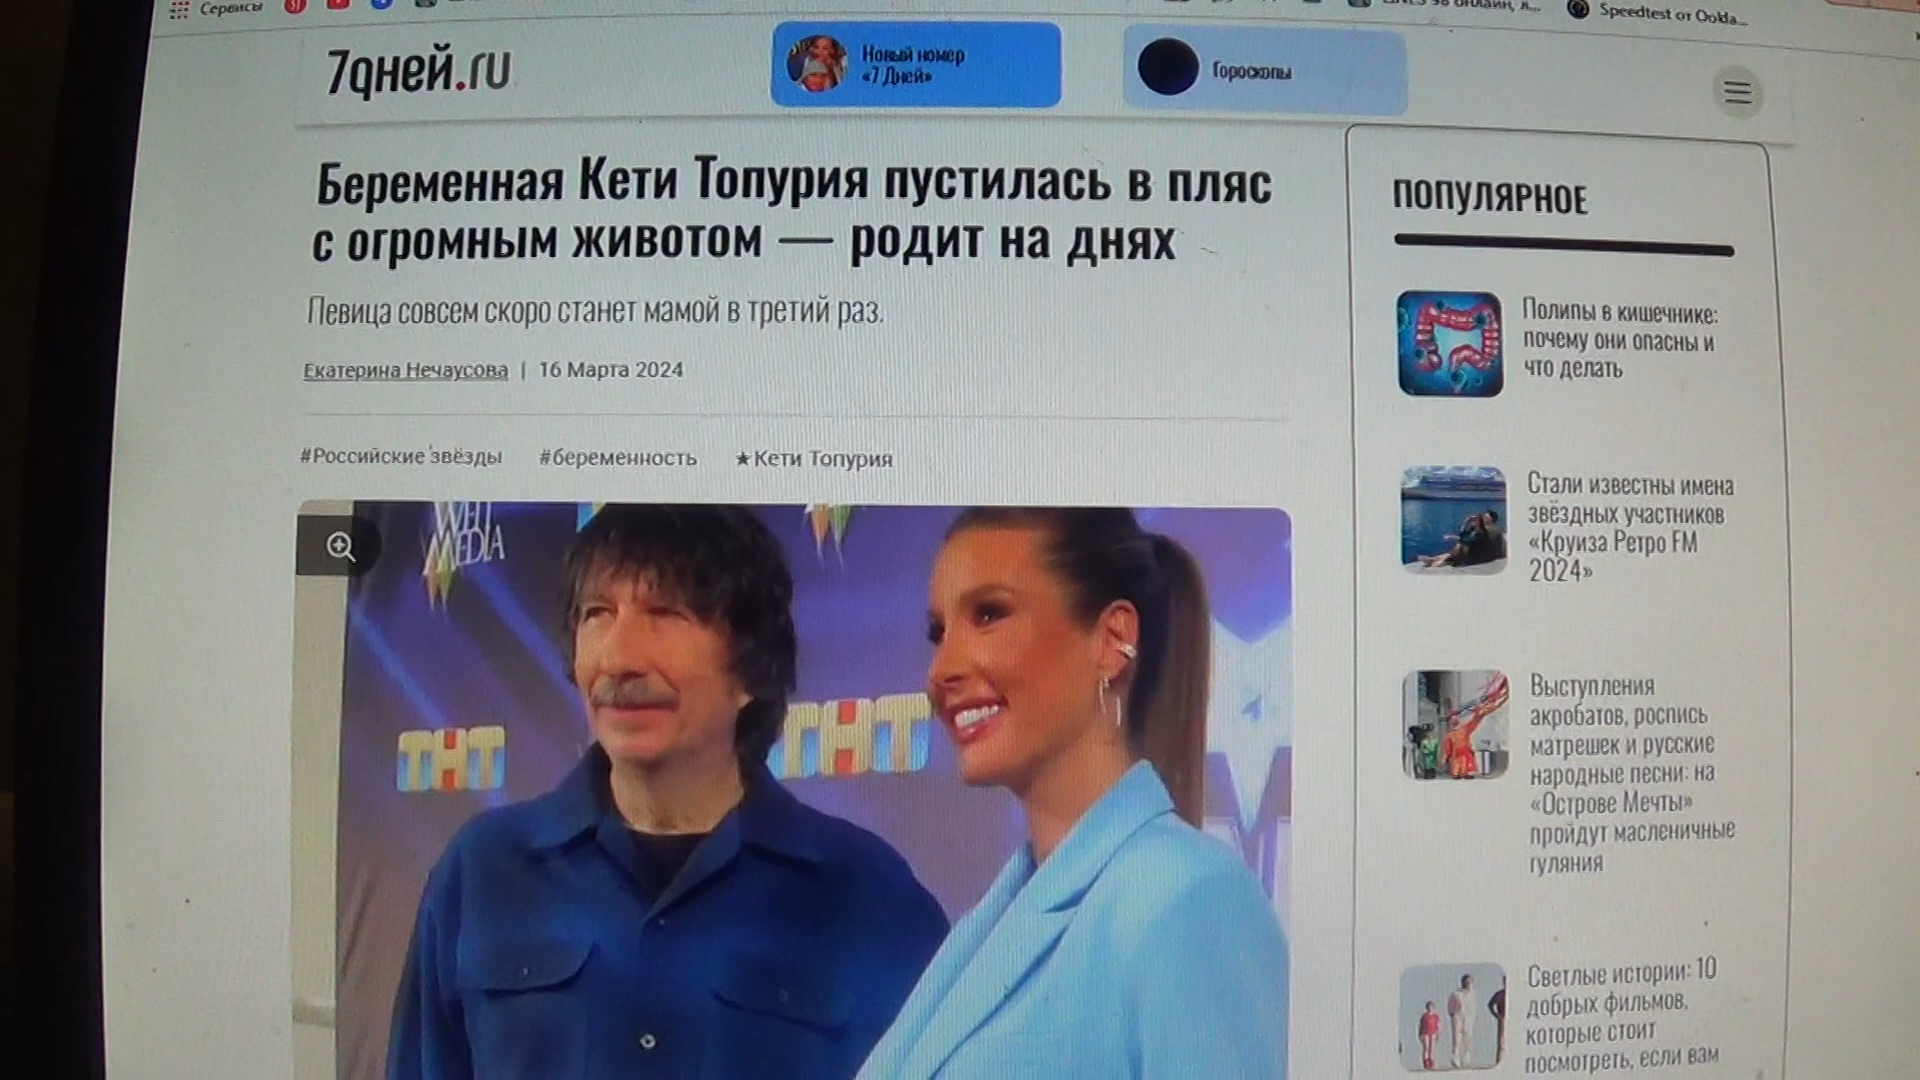 Сервисы
Speedtest от Ookla...
7дней.ru
Новый номер
«7 Дней»
Гороскопы
Беременная Кети Топурия пустилась в пляс
с огромным животом — родит на днях
Певица совсем скоро станет мамой в третий раз.
Екатерина Нечаусова | 16 Марта 2024
#Российские звёзды #беременность ★Кети Топурия
MEDIA
ТНТ
ТНТ
ПОПУЛЯРНОЕ
Полипы в кишечнике:
почему они опасны и
что делать
Стали известны имена
звёздных участников
«Круиза Ретро FM
2024»
Выступления
акробатов, роспись
матрешек и русские
народные песни: на
«Острове Мечты»
пройдут масленичные
гуляния
Светлые истории: 10
добрых фильмов,
которые стоит
посмотреть, если вам